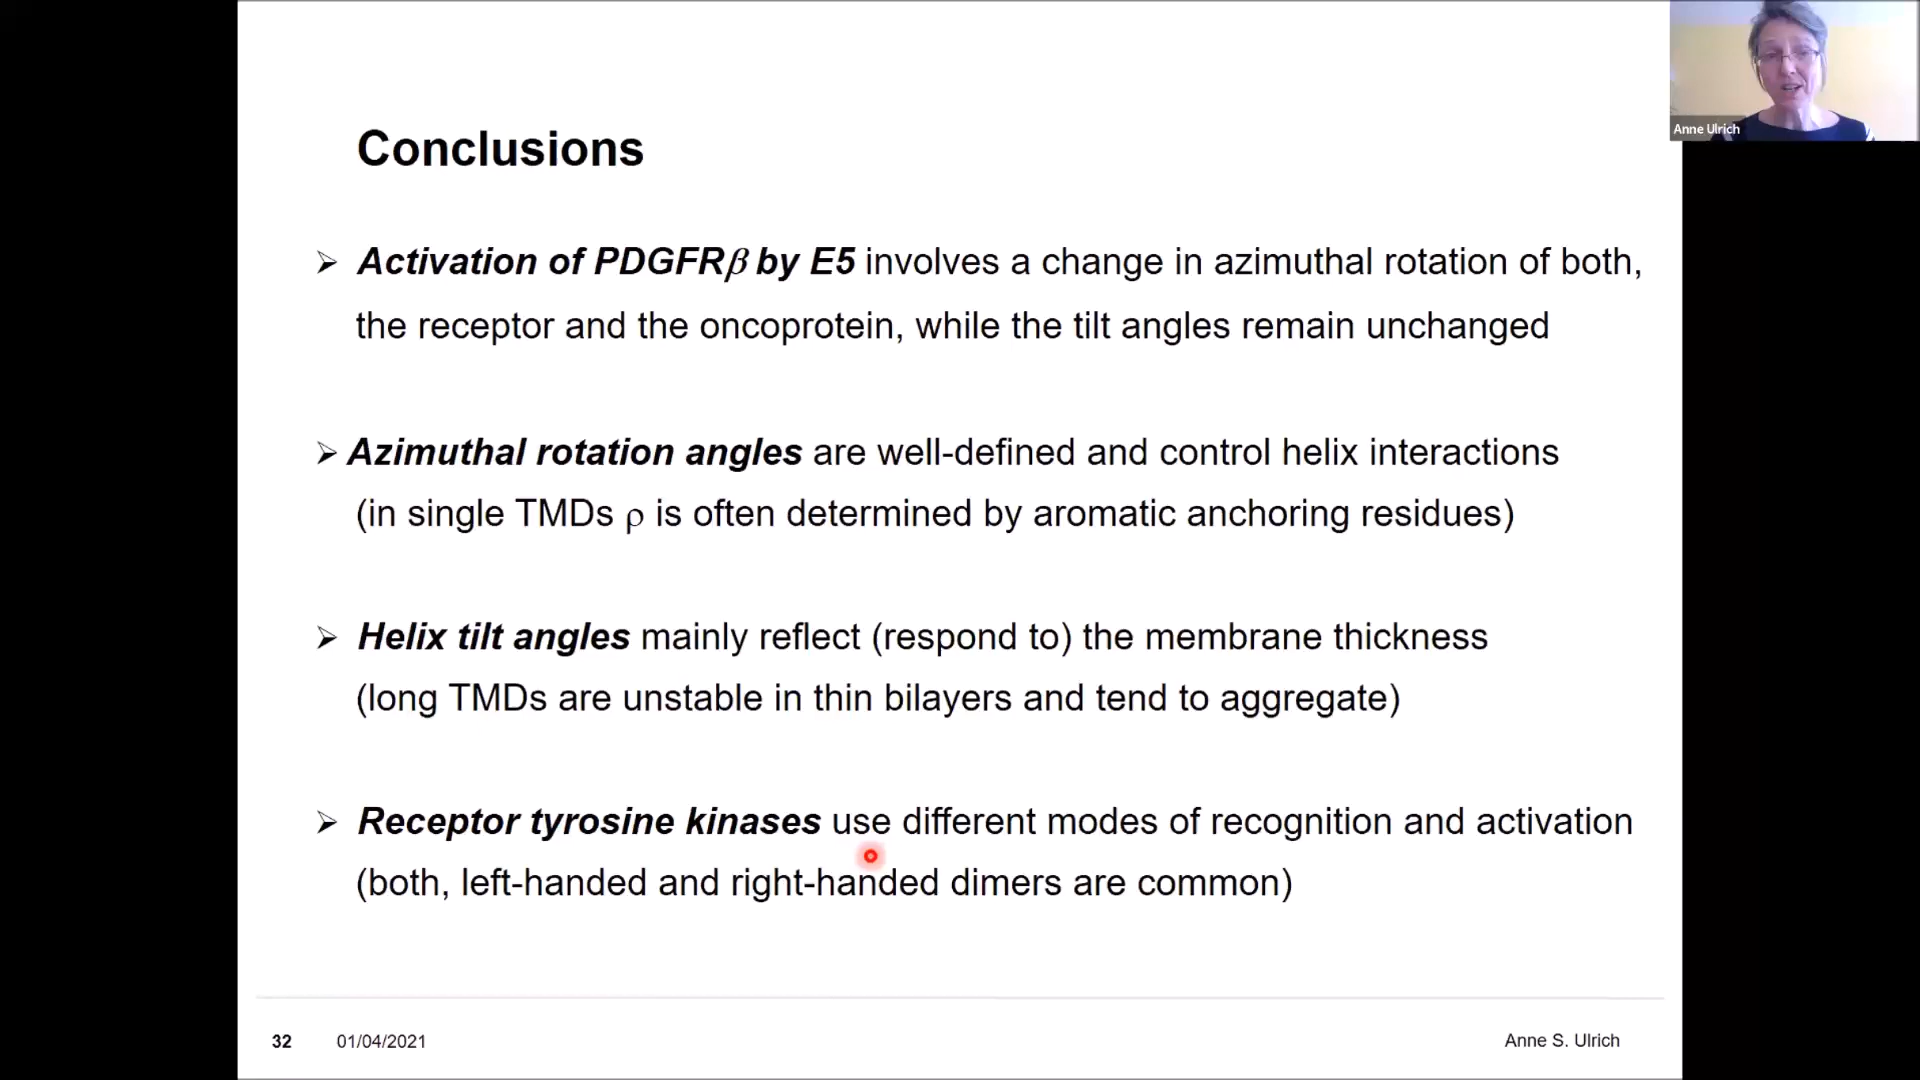 Anne Ulrich
Conclusions
➢ Activation of PDGFRβ by E5 involves a change in azimuthal rotation of both,
the receptor and the oncoprotein, while the tilt angles remain unchanged
➢ Azimuthal rotation angles are well-defined and control helix interactions
(in single TMDs ρ is often determined by aromatic anchoring residues)
➢ Helix tilt angles mainly reflect (respond to) the membrane thickness
(long TMDs are unstable in thin bilayers and tend to aggregate)
➢ Receptor tyrosine kinases use different modes of recognition and activation
(both, left-handed and right-handed dimers are common)
32 01/04/2021 Anne S. Ulrich